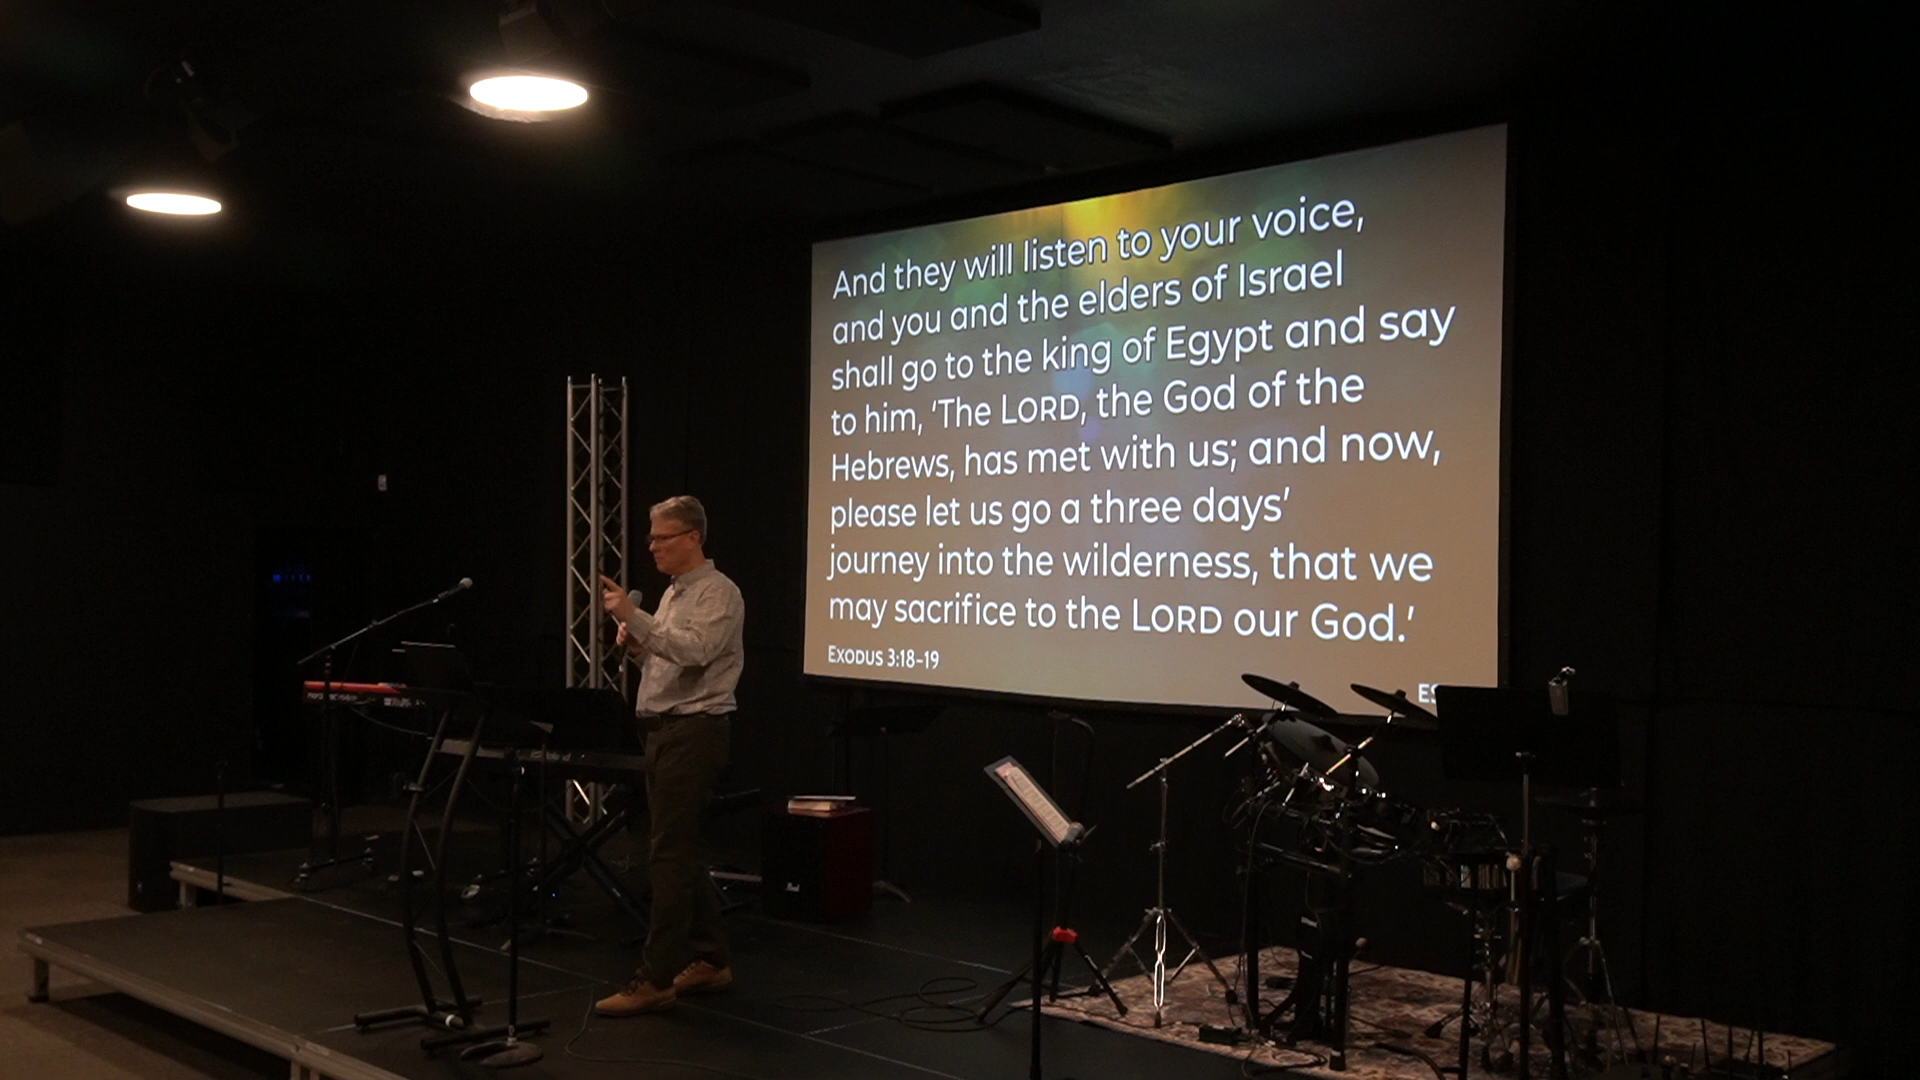 And they will listen to your voice,
and you and the elders of Israel
shall go to the king of Egypt and say
to him, ‘The LORD, the God of the
Hebrews, has met with us; and now,
please let us go a three days’
journey into the wilderness, that we
may sacrifice to the LORD our God.’
EXODUS 3:18-19